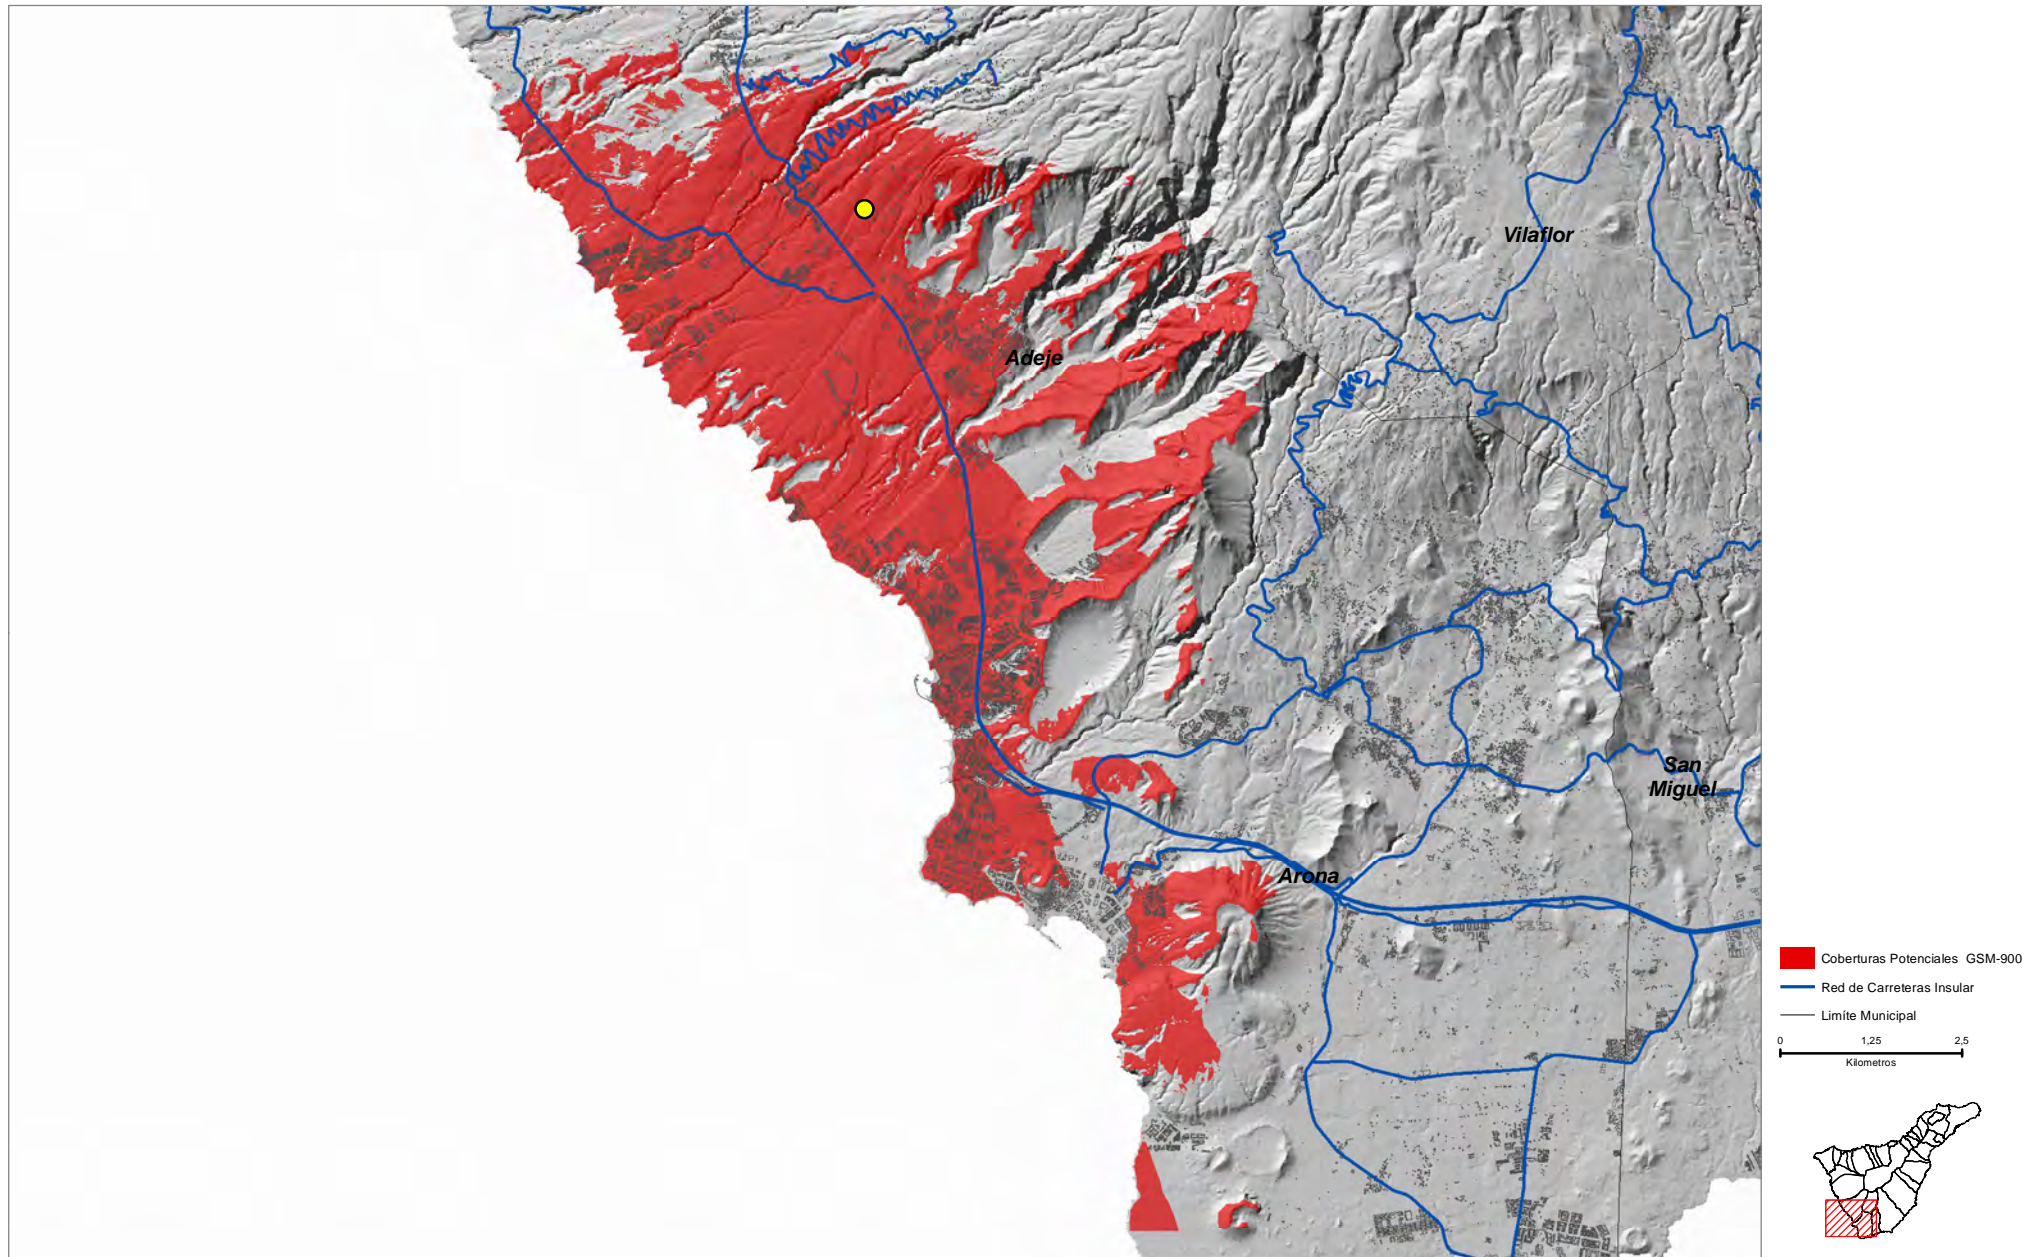 Vilaflor
Adeje
San
Miguel
Arona
Coberturas Potenciales GSM-900
Red de Carreteras Insular
Limíte Municipal
0 1,25 2,5
Kilometros